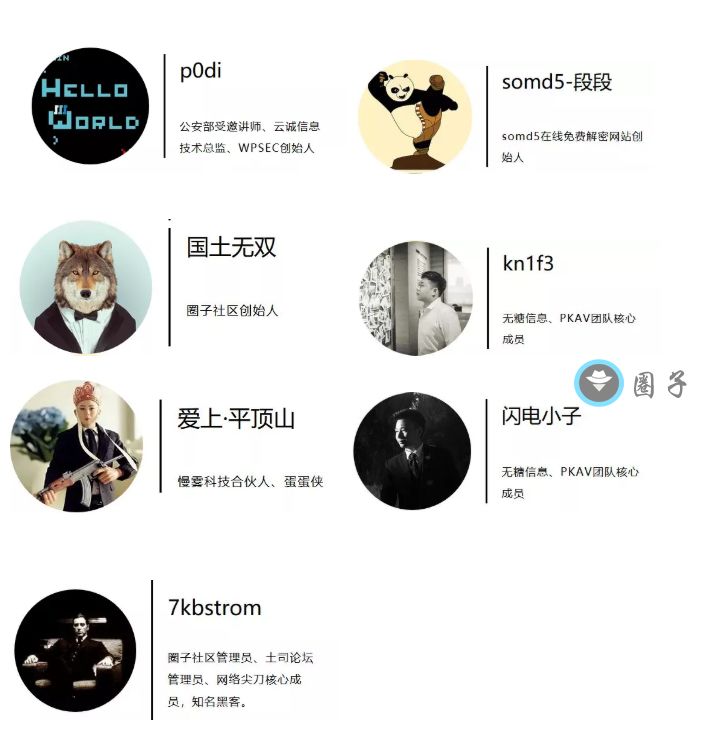 HELLO
WORLD
p0di
公安部受邀讲师、云诚信息
技术总监、WPSEC创始人
somd5-段段
somd5在线免费解密网站创
始人
国土无双
圈子社区创始人
kn1f3
无糖信息、PKAV团队核心
成员
圈子
爱上·平顶山
慢雾科技合伙人、蛋蛋侠
闪电小子
无糖信息、PKAV团队核心
成员
7kbstrom
圈子社区管理员、土司论坛
管理员、网络尖刀核心成
员，知名黑客。